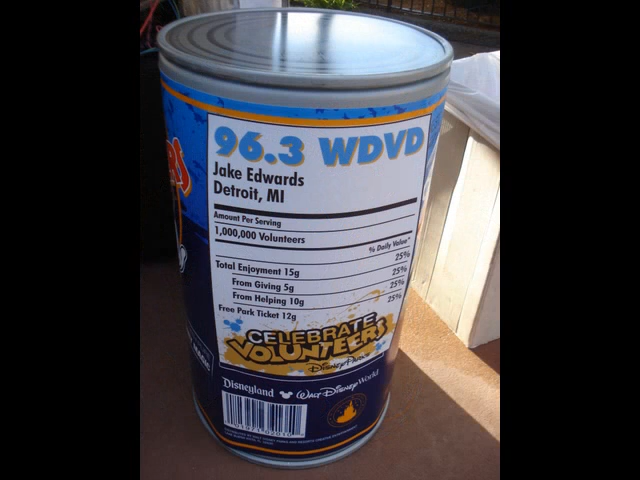 96.3 WDVD
Jake Edwards
Detroit, MI
Amount Per Serving
1,000,000 Volunteers
% Daily Value*
25%
Total Enjoyment 15g 25%
From Giving 5g 25%
From Helping 10g 25%
Free Park Ticket 12g
CELEBRATE
VOLUNTEERS
Disney Parks
Disneyland Walt Disney World
MAGIC